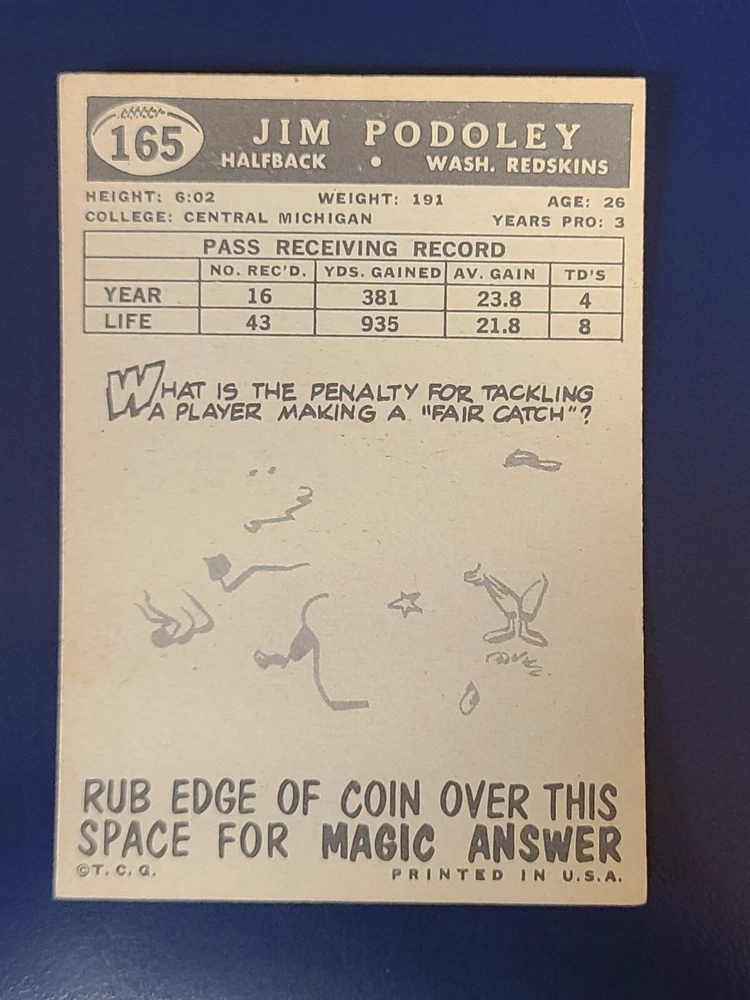 165
JIM PODOLEY
HALFBACK • WASH. REDSKINS
HEIGHT: 6:02 WEIGHT: 191 AGE: 26
COLLEGE: CENTRAL MICHIGAN YEARS PRO: 3
PASS RECEIVING RECORD
NO. REC'D. YDS. GAINED AV. GAIN TD'S
YEAR 16 381 23.8 4
LIFE 43 935 21.8 8
WHAT IS THE PENALTY FOR TACKLING
A PLAYER MAKING A "FAIR CATCH"?
RUB EDGE OF COIN OVER THIS
SPACE FOR MAGIC ANSWER
©T. C. G. PRINTED IN U.S.A.